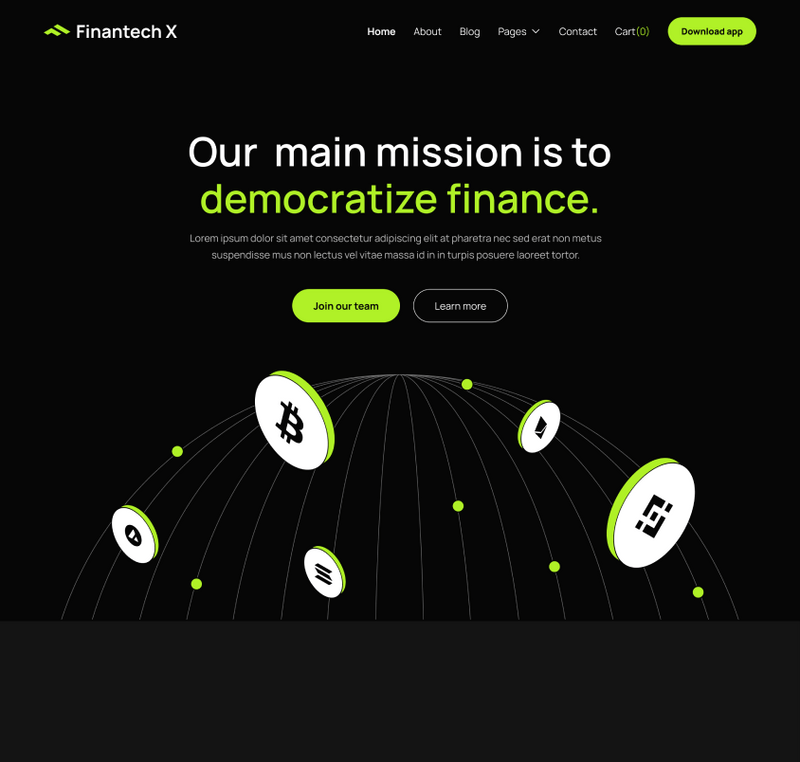 Finantech X
Home About Blog Pages Contact Cart(0) Download app
Our main mission is to
democratize finance.
Lorem ipsum dolor sit amet consectetur adipiscing elit at pharetra nec sed erat non metus
suspendisse mus non lectus vel vitae massa id in in turpis posuere laoreet tortor.
Join our team Learn more